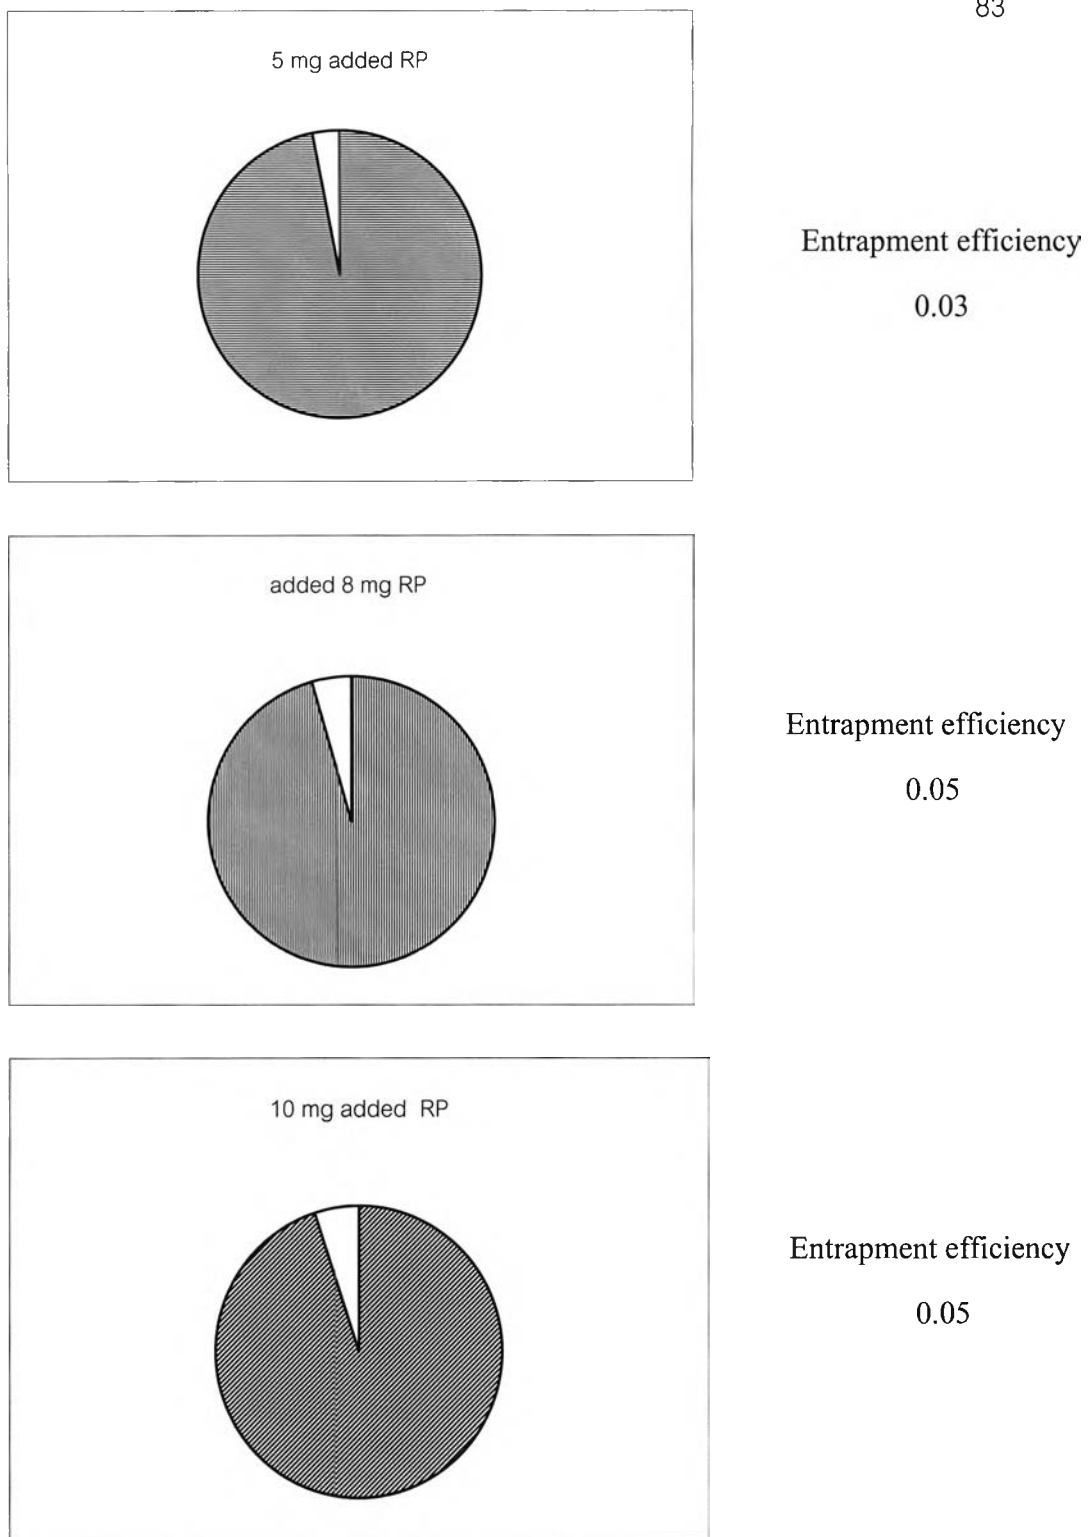 83
5 mg added RP
Entrapment efficiency
0.03
added 8 mg RP
Entrapment efficiency
0.05
10 mg added RP
Entrapment efficiency
0.05